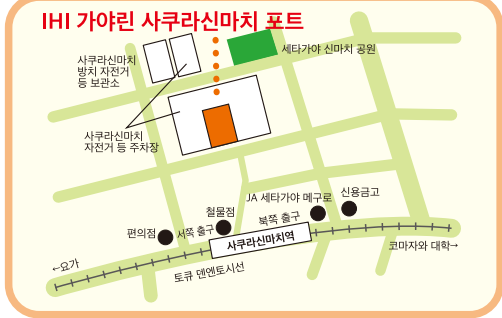 IHI 가야린 사쿠라신마치 포트
세타가야 신마치 공원
사쿠라신마치
방치 자전거
등 보관소
사쿠라신마치
자전거 등 주차장
JA 세타가야 메구로
신용금고
철물점
북쪽 출구
편의점
서쪽 출구
사쿠라신마치역
코마자와 대학→
←요가
토큐 덴엔토시선